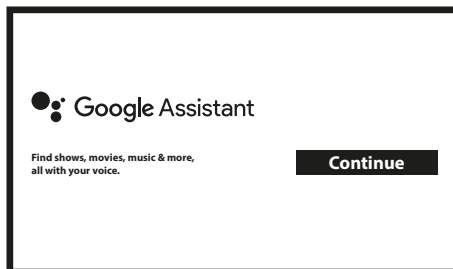 Google Assistant
Find shows, movies, music & more,
all with your voice.
Continue